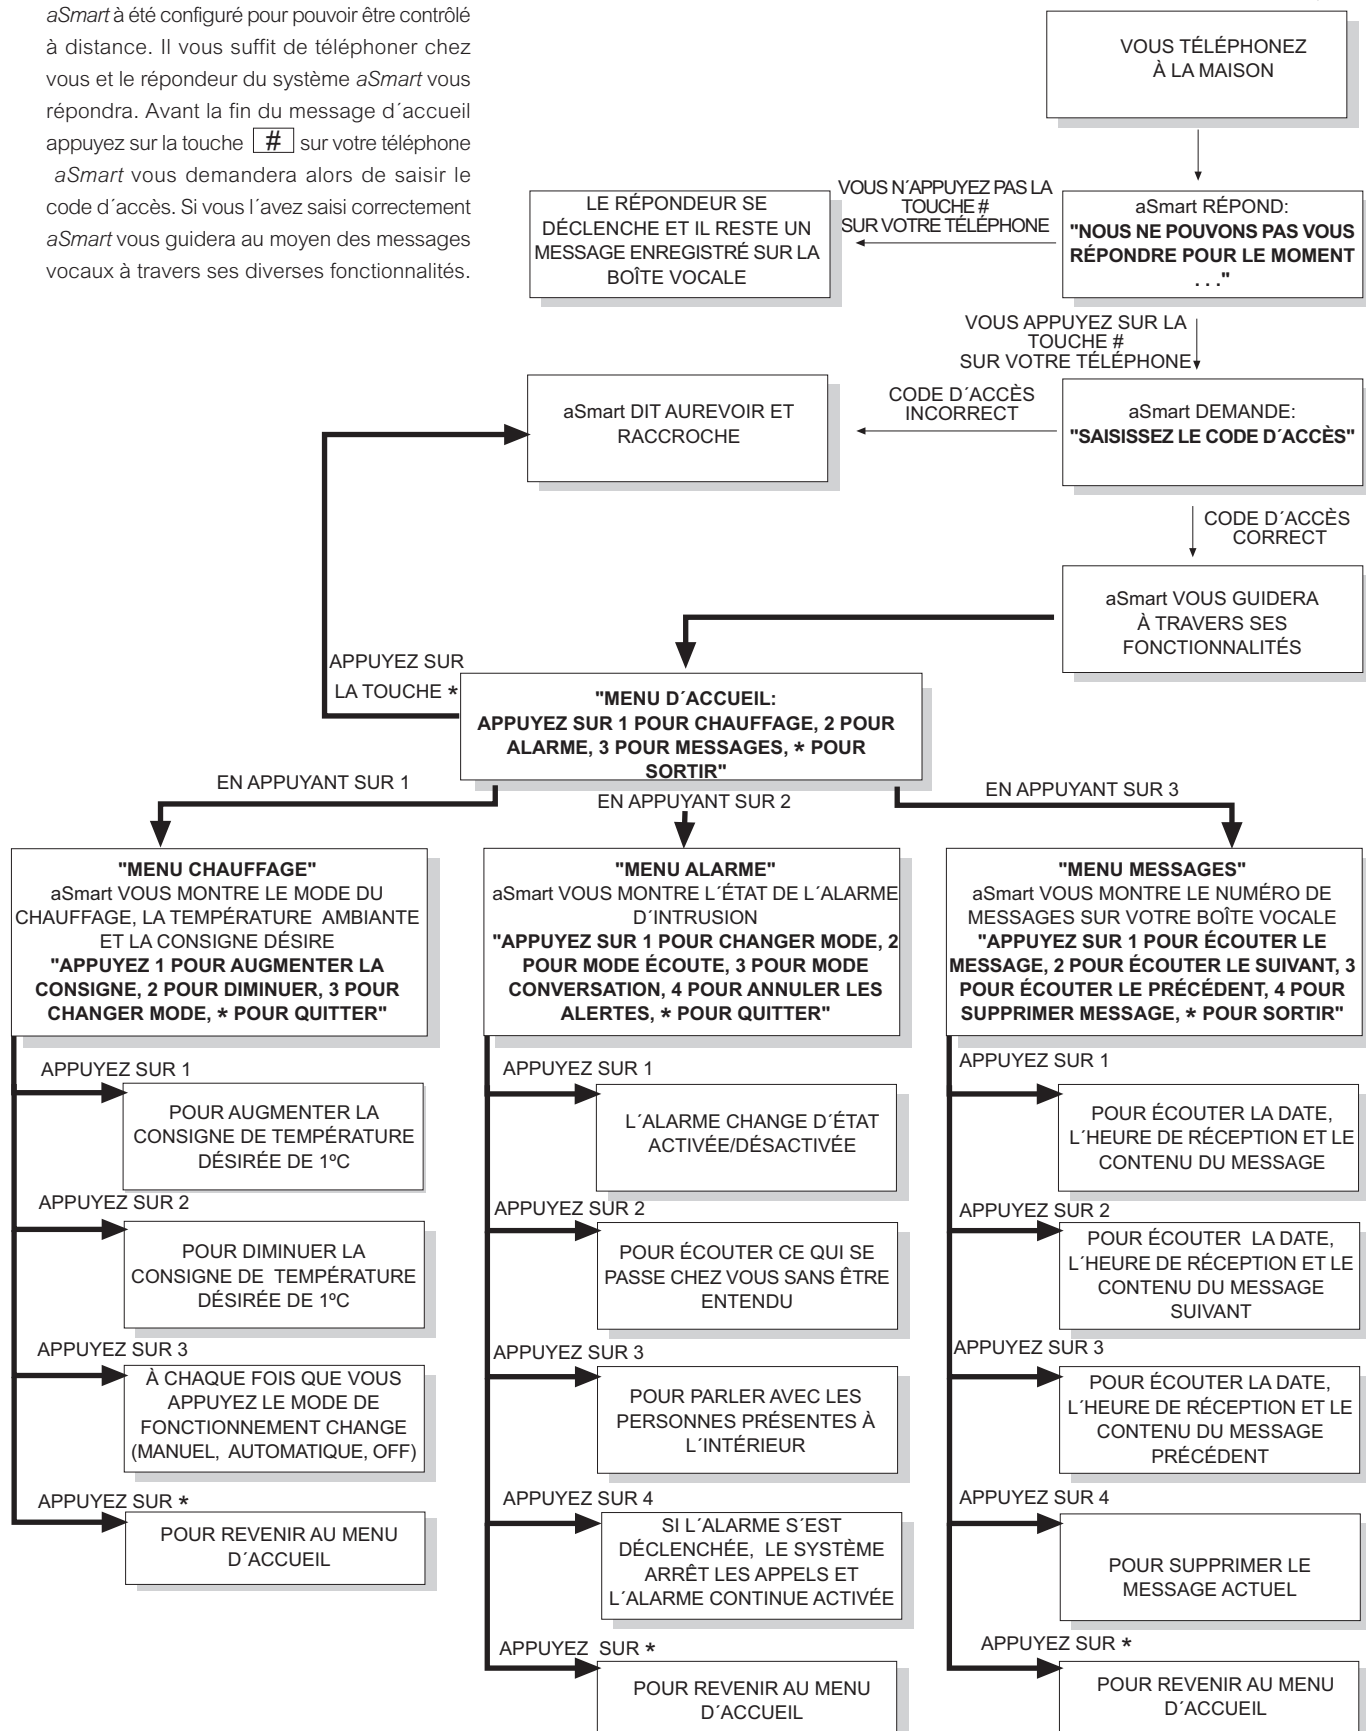 aSmart à été configuré pour pouvoir être contrôlé
à distance. Il vous suffit de téléphoner chez
vous et le répondeur du système aSmart vous
répondra. Avant la fin du message d´accueil
appuyez sur la touche # sur votre téléphone
aSmart vous demandera alors de saisir le
code d´accès. Si vous l´avez saisi correctement
aSmart vous guidera au moyen des messages
vocaux à travers ses diverses fonctionnalités.
VOUS TÉLÉPHONEZ
À LA MAISON
aSmart RÉPOND:
"NOUS NE POUVONS PAS VOUS
RÉPONDRE POUR LE MOMENT
. . ."
VOUS N´APPUYEZ PAS LA
TOUCHE #
SUR VOTRE TÉLÉPHONE
LE RÉPONDEUR SE
DÉCLENCHE ET IL RESTE UN
MESSAGE ENREGISTRÉ SUR LA
BOÎTE VOCALE
VOUS APPUYEZ SUR LA
TOUCHE #
SUR VOTRE TÉLÉPHONE
aSmart DEMANDE:
"SAISISSEZ LE CODE D´ACCÈS"
CODE D´ACCÈS
INCORRECT
aSmart DIT AUREVOIR ET
RACCROCHE
CODE D´ACCÈS
CORRECT
aSmart VOUS GUIDERA
À TRAVERS SES
FONCTIONNALITÉS
APPUYEZ SUR
LA TOUCHE *
"MENU D´ACCUEIL:
APPUYEZ SUR 1 POUR CHAUFFAGE, 2 POUR
ALARME, 3 POUR MESSAGES, * POUR
SORTIR"
EN APPUYANT SUR 1
EN APPUYANT SUR 2
EN APPUYANT SUR 3
"MENU CHAUFFAGE"
aSmart VOUS MONTRE LE MODE DU
CHAUFFAGE, LA TEMPÉRATURE AMBIANTE
ET LA CONSIGNE DÉSIRE
"APPUYEZ 1 POUR AUGMENTER LA
CONSIGNE, 2 POUR DIMINUER, 3 POUR
CHANGER MODE, * POUR QUITTER"
APPUYEZ SUR 1
POUR AUGMENTER LA
CONSIGNE DE TEMPÉRATURE
DÉSIRÉE DE 1ºC
APPUYEZ SUR 2
POUR DIMINUER LA
CONSIGNE DE TEMPÉRATURE
DÉSIRÉE DE 1ºC
APPUYEZ SUR 3
À CHAQUE FOIS QUE VOUS
APPUYEZ LE MODE DE
FONCTIONNEMENT CHANGE
(MANUEL, AUTOMATIQUE, OFF)
APPUYEZ SUR *
POUR REVENIR AU MENU
D´ACCUEIL
"MENU ALARME"
aSmart VOUS MONTRE L´ÉTAT DE L´ALARME
D´INTRUSION
"APPUYEZ SUR 1 POUR CHANGER MODE, 2
POUR MODE ÉCOUTE, 3 POUR MODE
CONVERSATION, 4 POUR ANNULER LES
ALERTES, * POUR QUITTER"
APPUYEZ SUR 1
L´ALARME CHANGE D´ÉTAT
ACTIVÉE/DÉSACTIVÉE
APPUYEZ SUR 2
POUR ÉCOUTER CE QUI SE
PASSE CHEZ VOUS SANS ÊTRE
ENTENDU
APPUYEZ SUR 3
POUR PARLER AVEC LES
PERSONNES PRÉSENTES À
L´INTÉRIEUR
APPUYEZ SUR 4
SI L´ALARME S´EST
DÉCLENCHÉE, LE SYSTÈME
ARRÊT LES APPELS ET
L´ALARME CONTINUE ACTIVÉE
APPUYEZ SUR *
POUR REVENIR AU MENU
D´ACCUEIL
"MENU MESSAGES"
aSmart VOUS MONTRE LE NUMÉRO DE
MESSAGES SUR VOTRE BOÎTE VOCALE
"APPUYEZ SUR 1 POUR ÉCOUTER LE
MESSAGE, 2 POUR ÉCOUTER LE SUIVANT, 3
POUR ÉCOUTER LE PRÉCÉDENT, 4 POUR
SUPPRIMER MESSAGE, * POUR SORTIR"
APPUYEZ SUR 1
POUR ÉCOUTER LA DATE,
L´HEURE DE RÉCEPTION ET LE
CONTENU DU MESSAGE
APPUYEZ SUR 2
POUR ÉCOUTER LA DATE,
L´HEURE DE RÉCEPTION ET LE
CONTENU DU MESSAGE
SUIVANT
APPUYEZ SUR 3
POUR ÉCOUTER LA DATE,
L´HEURE DE RÉCEPTION ET LE
CONTENU DU MESSAGE
PRÉCÉDENT
APPUYEZ SUR 4
POUR SUPPRIMER LE
MESSAGE ACTUEL
APPUYEZ SUR *
POUR REVENIR AU MENU
D´ACCUEIL